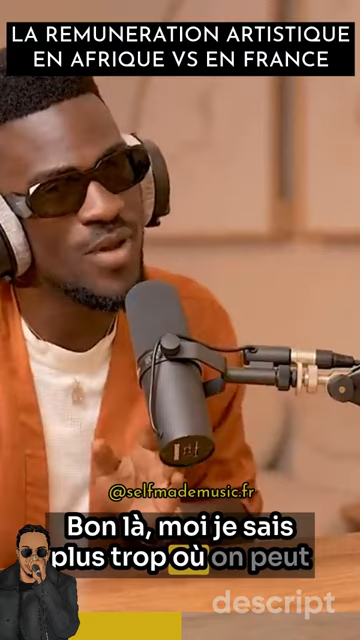 LA REMUNERATION ARTISTIQUE
EN AFRIQUE VS EN FRANCE
@selfmademusic.fr
Bon là, moi je sais
plus trop où on peut
descript